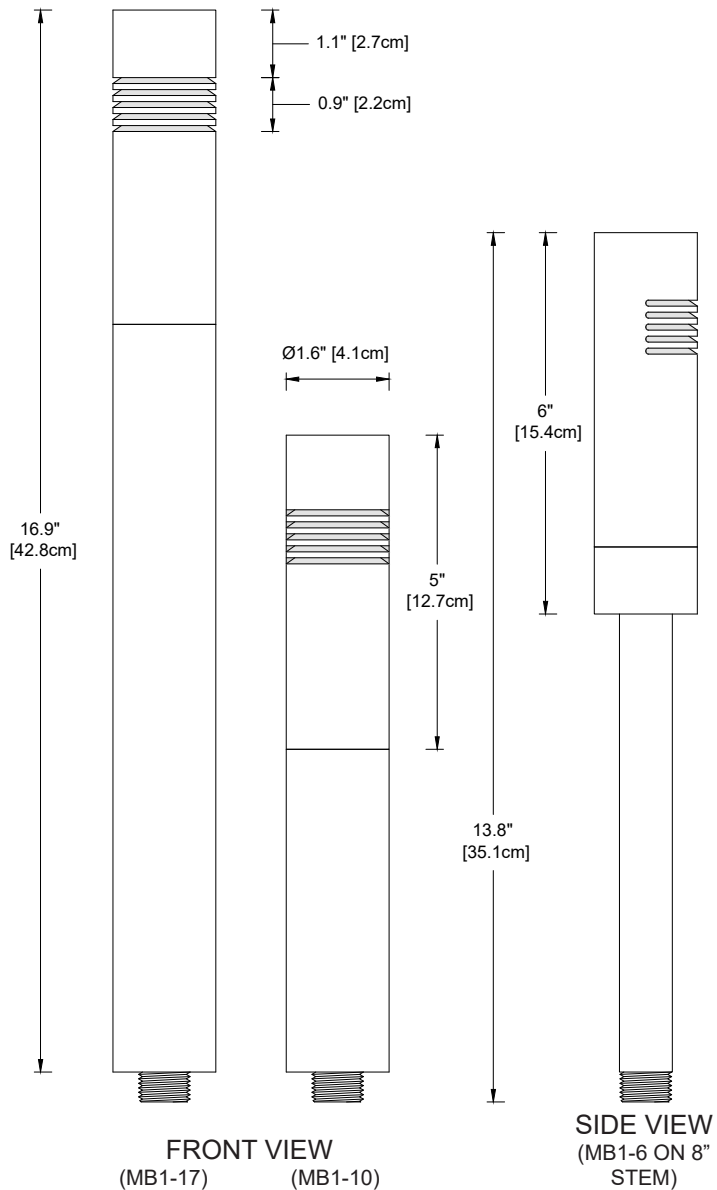 1.1" [2.7cm]
0.9" [2.2cm]
Ø1.6" [4.1cm]
6"
[15.4cm]
16.9"
[42.8cm]
5"
[12.7cm]
13.8"
[35.1cm]
FRONT VIEW
(MB1-17) (MB1-10)
SIDE VIEW
(MB1-6 ON 8”
STEM)